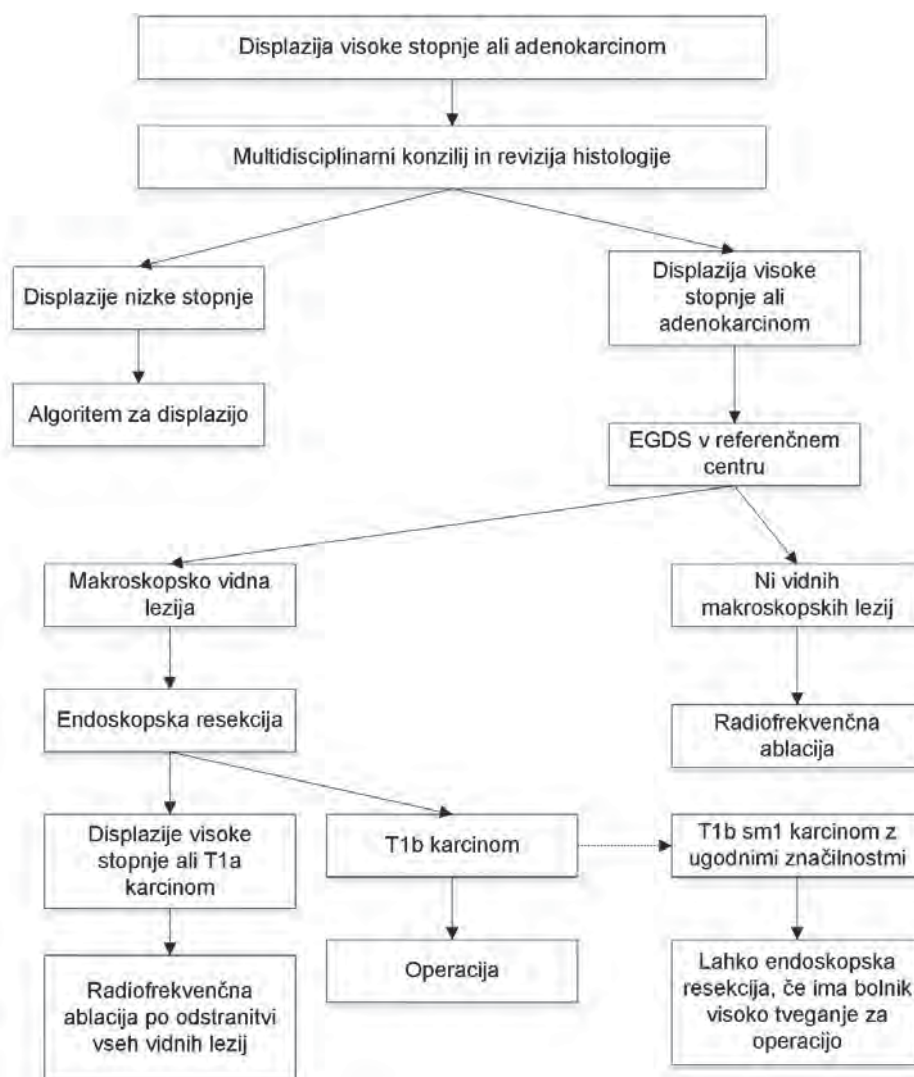 Displazija visoke stopnje ali adenokarcinom
Multidisciplinarni konzilij in revizija histologije
Displazije nizke stopnje
Displazija visoke
stopnje ali
adenokarcinom
Algoritem za displazijo
EGDS v referenčnem
centru
Makroskopsko vidna
lezija
Ni vidnih
makroskopskih lezij
Endoskopska resekcija
Radiofrekvenčna
ablacija
Displazije visoke
stopnje ali T1a
karcinom
T1b karcinom
T1b sm1 karcinom z
ugodnimi značilnostmi
Radiofrekvenčna
ablacija po odstranitvi
vseh vidnih lezij
Operacija
Lahko endoskopska
resekcija, če ima bolnik
visoko tveganje za
operacijo